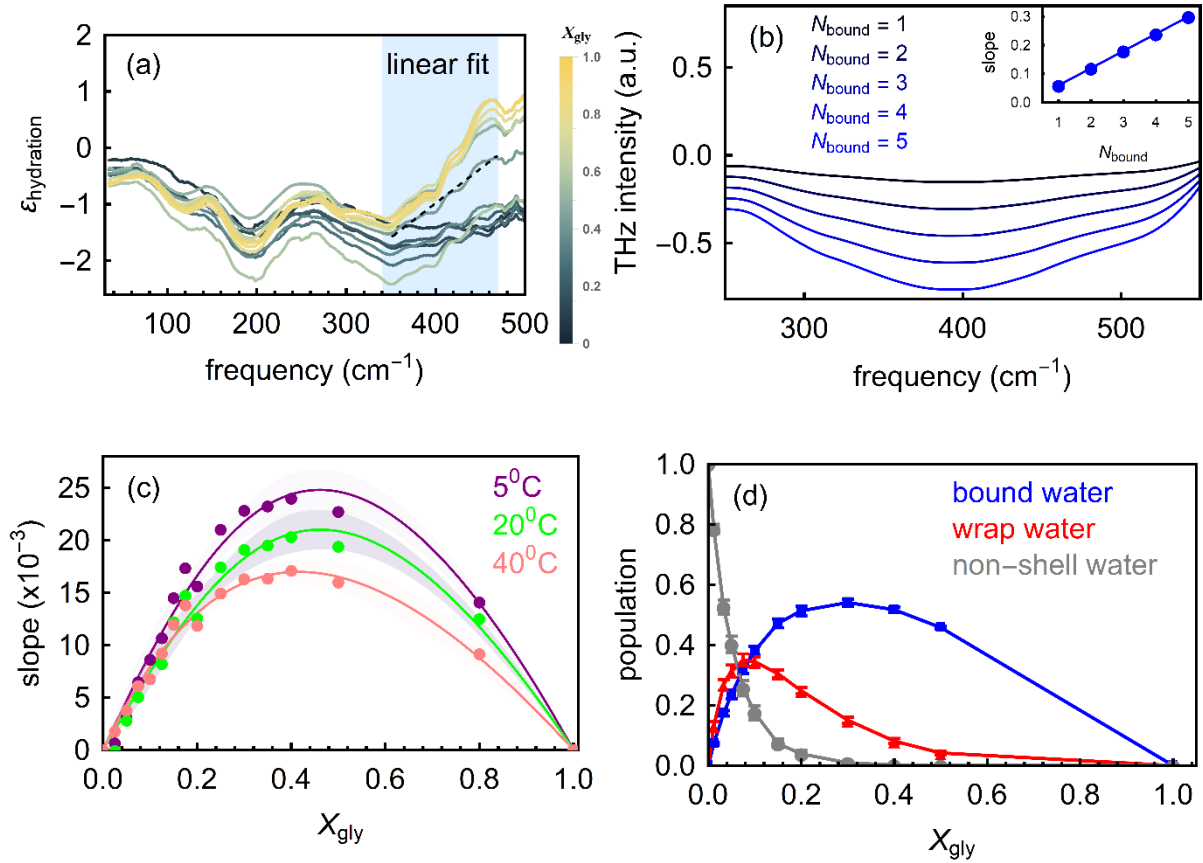 (a)
linear fit
Xgly
1.0
0.8
0.6
0.4
0.2
0
2
1
0
−1
−2
εhydration
100
200
300
400
500
frequency (cm−1)
(b)
Nbound = 1
Nbound = 2
Nbound = 3
Nbound = 4
Nbound = 5
0.3
0.2
0.1
0.0
slope
1
2
3
4
5
Nbound
0.5
0.0
−0.5
THz intensity (a.u.)
300
400
500
frequency (cm−1)
(c)
5⁰C
20⁰C
40⁰C
25
20
15
10
5
0
slope (x10−3)
0.0
0.2
0.4
0.6
0.8
1.0
Xgly
(d)
bound water
wrap water
non−shell water
1.0
0.8
0.6
0.4
0.2
0.0
population
0.0
0.2
0.4
0.6
0.8
1.0
Xgly